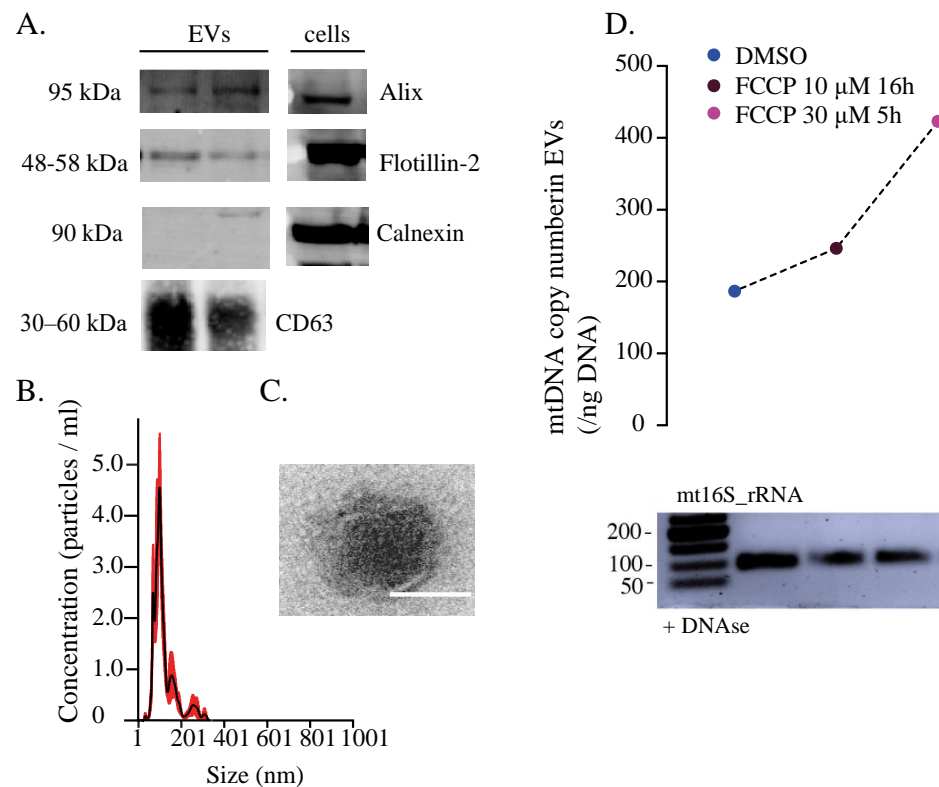 A.
EVs cells
95 kDa Alix
48-58 kDa Flotillin-2
90 kDa Calnexin
30–60 kDa CD63
B.
Concentration (particles / ml)
5.0
4.0
3.0
2.0
1.0
0
1 201 401 601 801 1001
Size (nm)
C.
D.
DMSO
FCCP 10 µM 16h
FCCP 30 µM 5h
mtDNA copy numberin EVs
(/ng DNA)
500
400
300
200
100
0
mt16S_rRNA
200-
100-
50-
+ DNAse